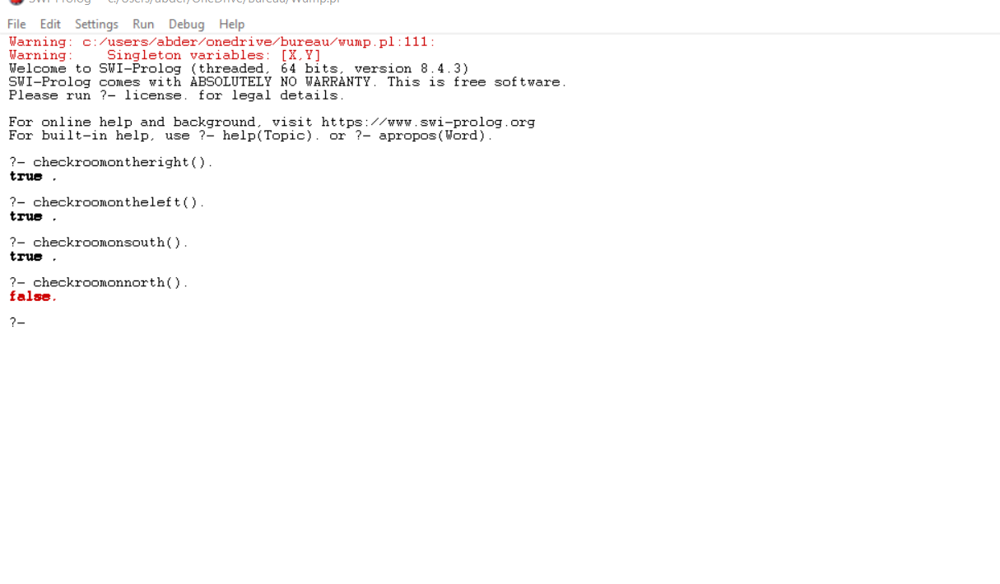 SWI-Prolog -- c:/Users/abder/OneDrive/Bureau/Wump.pl
File Edit Settings Run Debug Help
Warning: c:/users/abder/onedrive/bureau/wump.pl:111:
Warning:    Singleton variables: [X,Y]
Welcome to SWI-Prolog (threaded, 64 bits, version 8.4.3)
SWI-Prolog comes with ABSOLUTELY NO WARRANTY. This is free software.
Please run ?- license. for legal details.
For online help and background, visit https://www.swi-prolog.org
For built-in help, use ?- help(Topic). or ?- apropos(Word).
?- checkroomontheright().
true .
?- checkroomontheleft().
true .
?- checkroomonsouth().
true .
?- checkroomonnorth().
false.
?-